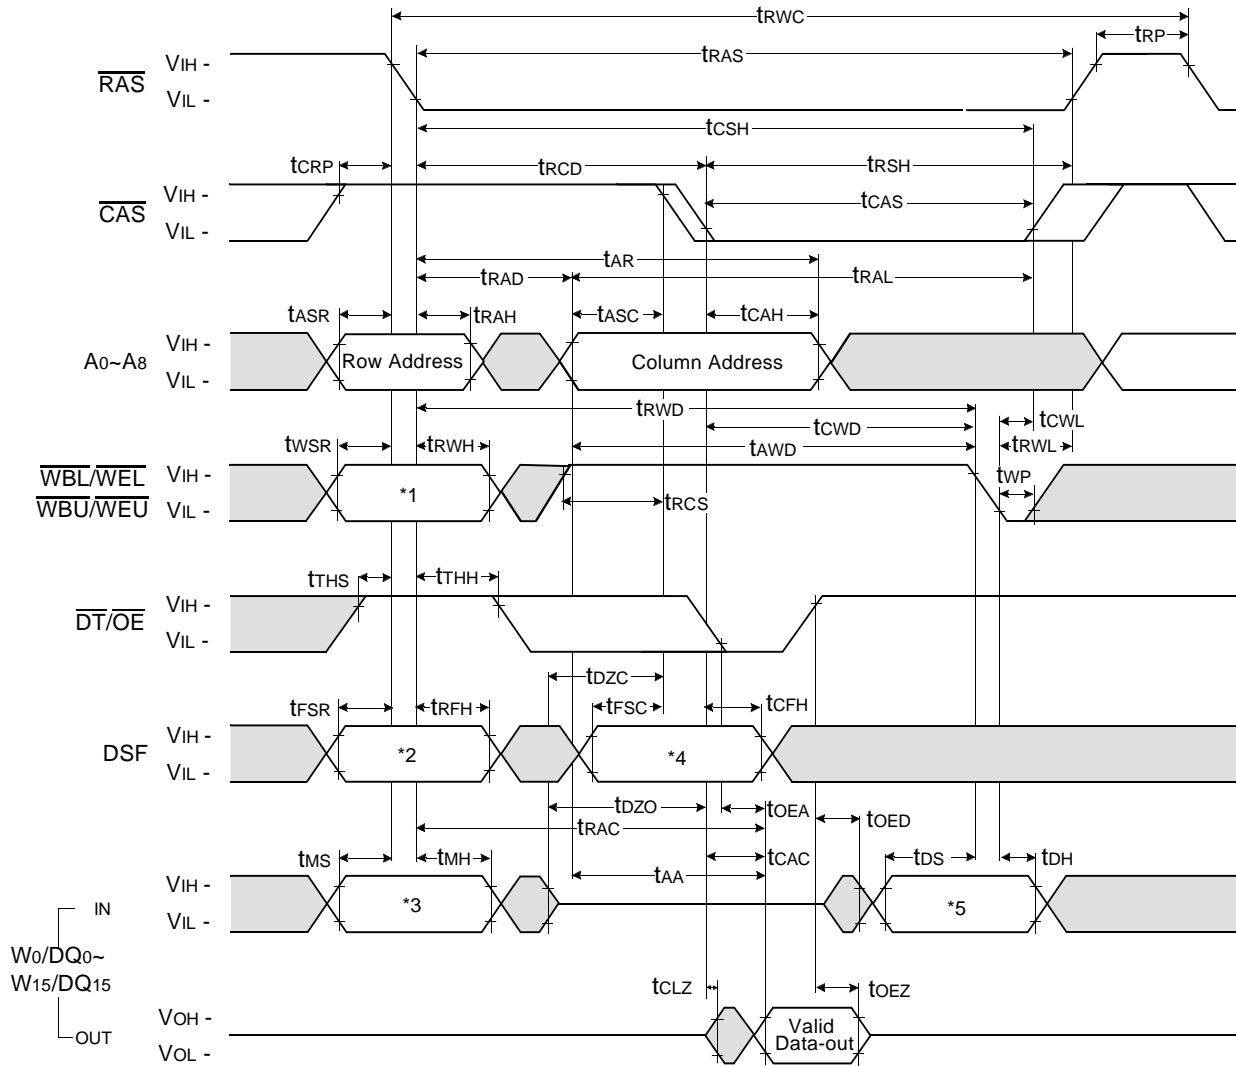 tRWC
tRP
RAS
VIH -
VIL -
tRAS
tCSH
tCRP
tRCD
tRSH
CAS
VIH -
VIL -
tCAS
tAR
tRAD
tRAL
tASR
tRAH
tASC
tCAH
A0~A8
VIH -
VIL -
Row Address
Column Address
tRWD
tCWL
tCWD
tWSR
tRWH
tAWD
tRWL
WBL/WEL
WBU/WEU
VIH -
VIL -
*1
tRCS
tWP
tTHS
tTHH
DT/OE
VIH -
VIL -
tDZC
tFSR
tRFH
tFSC
tCFH
DSF
VIH -
VIL -
*2
*4
tDZO
tOEA
tOED
tRAC
tMS
tMH
tCAC
tDS
tDH
tAA
VIH -
VIL -
*3
*5
IN
W0/DQ0~
W15/DQ15
OUT
tCLZ
tOEZ
VOH -
VOL -
Valid
Data-out